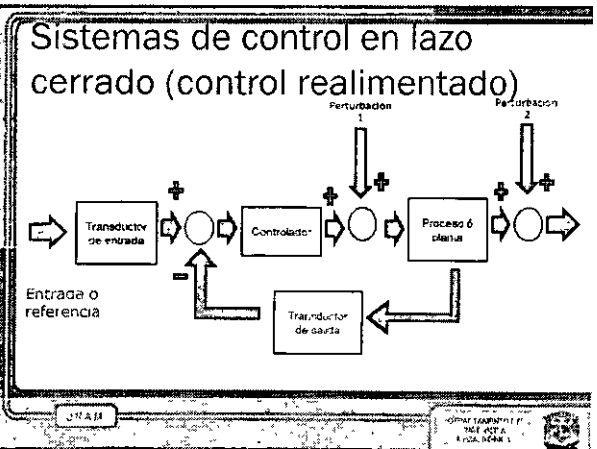 Sistemas de control en lazo
cerrado (control realimentado)
Perturbación
1
Perturbación
2
+
+
+
+
+
Transductor
de entrada
Controlador
Proceso ó
planta
-
Entrada o
referencia
Transductor
de salida
UNAM